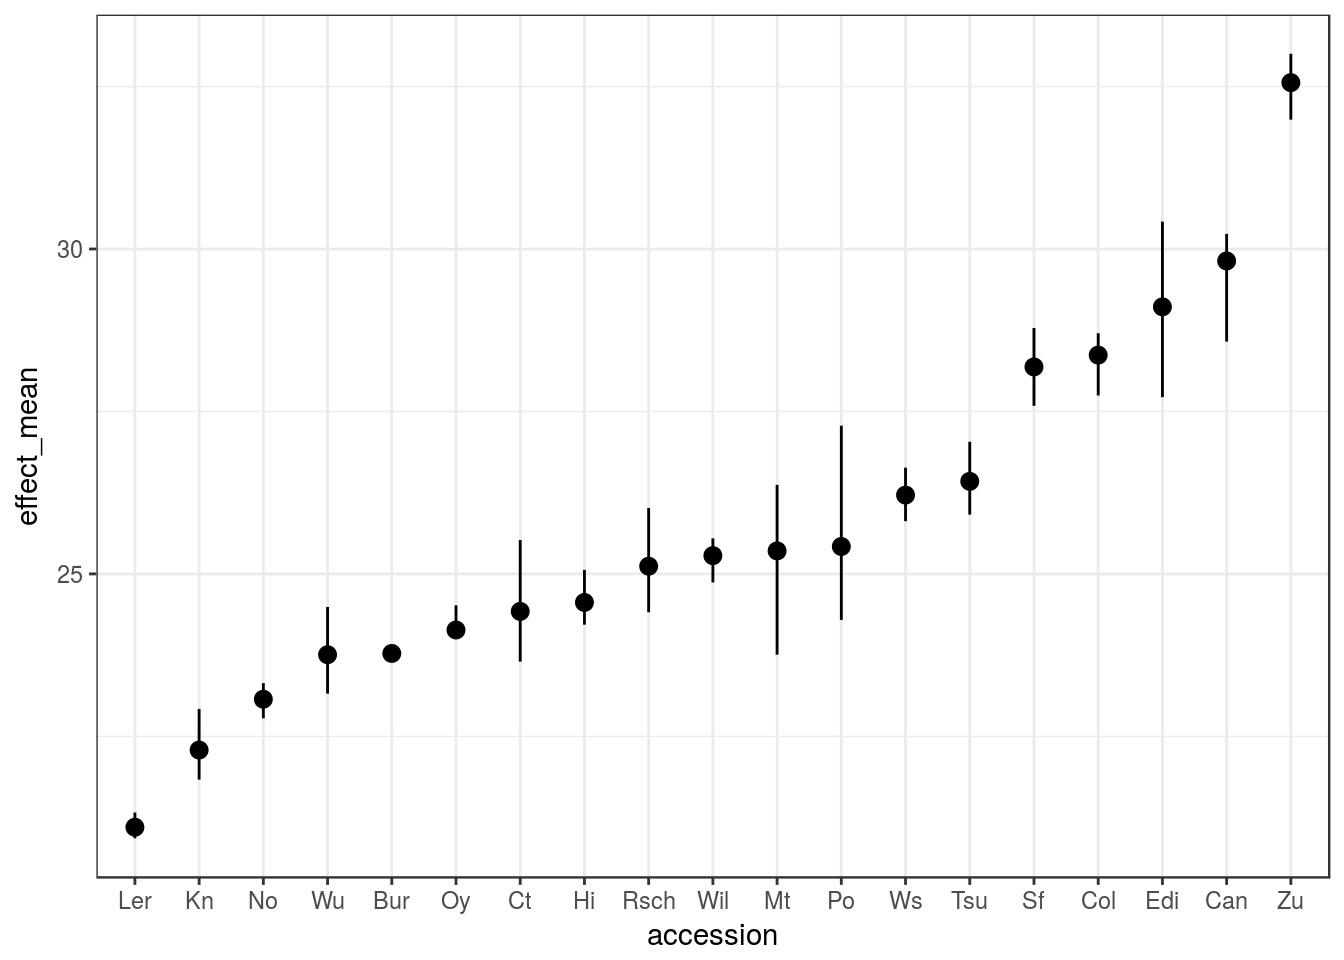 effect_mean
30
25
Ler Kn No Wu Bur Oy Ct Hi Rsch Wil Mt Po Ws Tsu Sf Col Edi Can Zu
accession